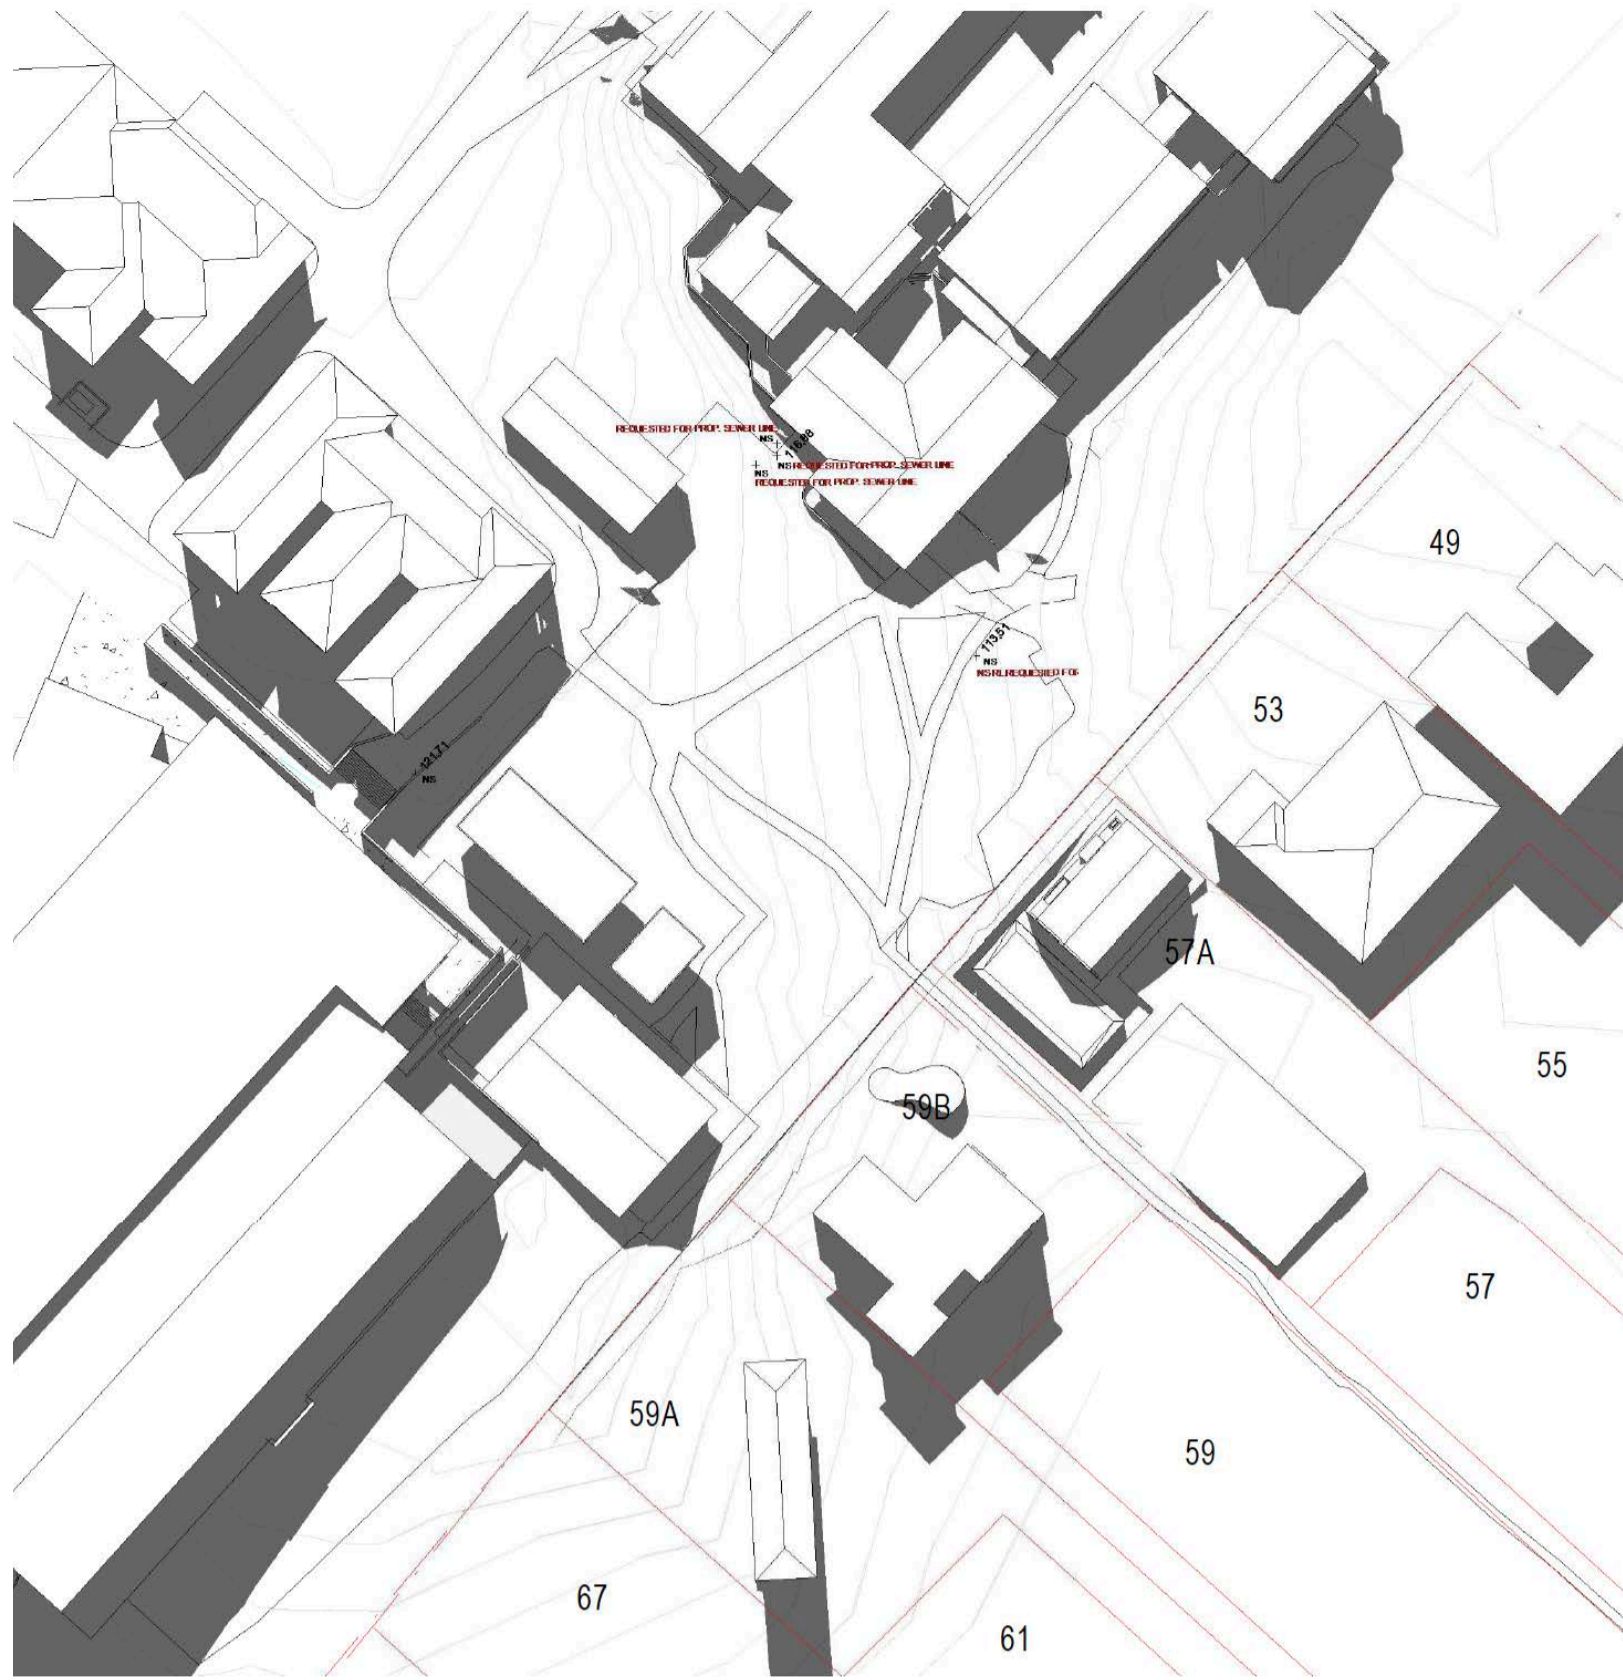 REQUESTED FOR PROP. SEWER LINE
NS
116.88
NS REQUESTED FOR PROP. SEWER LINE
NS
REQUESTED FOR PROP. SEWER LINE
49
113.51
NS
NS RL REQUESTED FOR
53
121.71
NS
57A
55
59B
57
59A
59
67
61